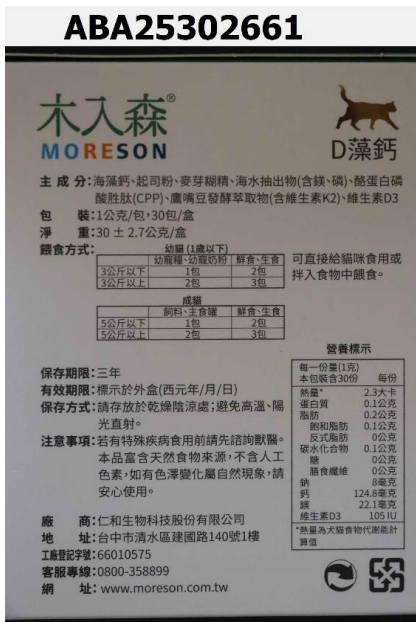 ABA25302661
木入森®
MORESON
D藻鈣
主成分:海藻鈣、起司粉、麥芽糊精、海水抽出物(含鎂、磷)、酪蛋白磷
酸胜肽(CPP)、鷹嘴豆發酵萃取物(含維生素K2)、維生素D3
包裝:1公克/包,30包/盒
淨重:30 ± 2.7公克/盒
餵食方式:
幼貓 (1歲以下)
幼寵糧、幼寵奶粉 鮮食、生食
3公斤以下 1包 2包
3公斤以上 2包 3包
可直接給貓咪食用或
拌入食物中餵食。
成貓
飼料、主食罐 鮮食、生食
5公斤以下 1包 2包
5公斤以上 2包 3包
保存期限:三年
有效期限:標示於外盒(西元年/月/日)
保存方式:請存放於乾燥陰涼處;避免高溫、陽
光直射。
注意事項:若有特殊疾病食用前請先諮詢獸醫。
本品富含天然食物來源,不含人工
色素,如有色澤變化屬自然現象,請
安心使用。
營養標示
每一份量(1克)
本包裝含30份 每份
熱量* 2.3大卡
蛋白質 0.1公克
脂肪 0.2公克
飽和脂肪 0.1公克
反式脂肪 0公克
碳水化合物 0.1公克
糖 0公克
膳食纖維 0公克
鈉 8毫克
鈣 124.8毫克
鎂 22.1毫克
維生素D3 105 IU
*熱量為犬貓食物代謝能計
算值
廠商:仁和生物科技股份有限公司
地址:台中市清水區建國路140號1樓
工廠登記字號:66010575
客服專線:0800-358899
網址:www.moreson.com.tw